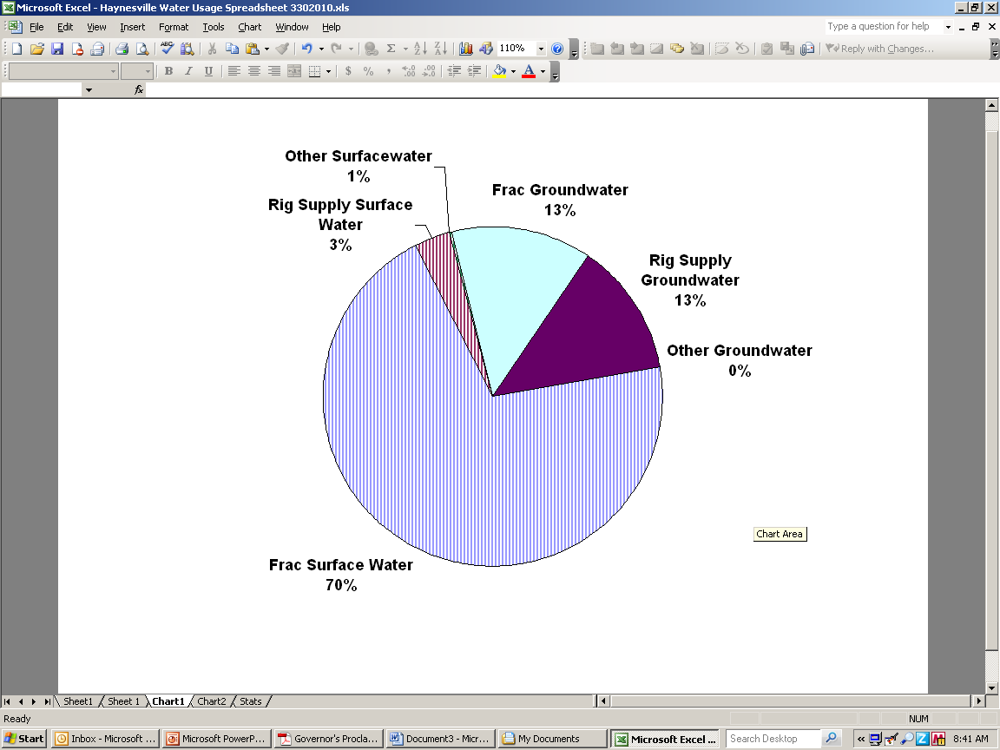 Microsoft Excel - Haynesville Water Usage Spreadsheet 3302010.xls
File Edit View Insert Format Tools Chart Window Help
Type a question for help
110%
Reply with Changes...
B I U
$ % ,
fx
Other Surfacewater
1%
Frac Groundwater
13%
Rig Supply Surface
Water
3%
Rig Supply
Groundwater
13%
Other Groundwater
0%
Chart Area
Frac Surface Water
70%
Sheet1 Sheet 1 Chart1 Chart2 Stats
Ready
NUM
Start
Inbox - Microsoft ...
Microsoft PowerP...
Governor's Procla...
Document3 - Micr...
My Documents
Microsoft Excel ...
Search Desktop
8:41 AM